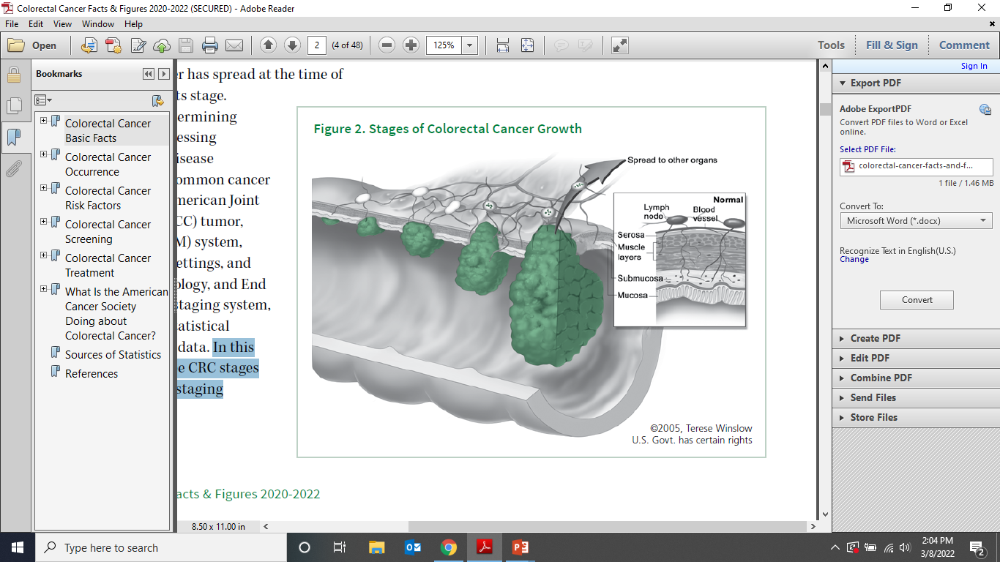 Colorectal Cancer Facts & Figures 2020-2022 (SECURED) - Adobe Reader
File Edit View Window Help
Open
2 (4 of 48)
125%
Tools Fill & Sign Comment
Bookmarks
Colorectal Cancer
Basic Facts
Colorectal Cancer
Occurrence
Colorectal Cancer
Risk Factors
Colorectal Cancer
Screening
Colorectal Cancer
Treatment
What Is the American
Cancer Society
Doing about
Colorectal Cancer?
Sources of Statistics
References
er has spread at the time of
ts stage.
ermining
essing
isease
ommon cancer
merican Joint
CC) tumor,
M) system,
ettings, and
ology, and End
staging system,
atistical
data. In this
e CRC stages
staging
Figure 2. Stages of Colorectal Cancer Growth
Spread to other organs
Normal
Lymph
node
Blood
vessel
Serosa
Muscle
layers
Submucosa
Mucosa
©2005, Terese Winslow
U.S. Govt. has certain rights
acts & Figures 2020-2022
8.50 x 11.00 in
Sign In
Export PDF
Adobe ExportPDF
Convert PDF files to Word or Excel
online.
Select PDF File:
colorectal-cancer-facts-and-f...
1 file / 1.46 MB
Convert To:
Microsoft Word (*.docx)
Recognize Text in English(U.S.)
Change
Convert
Create PDF
Edit PDF
Combine PDF
Send Files
Store Files
Type here to search
2:04 PM
3/8/2022
2